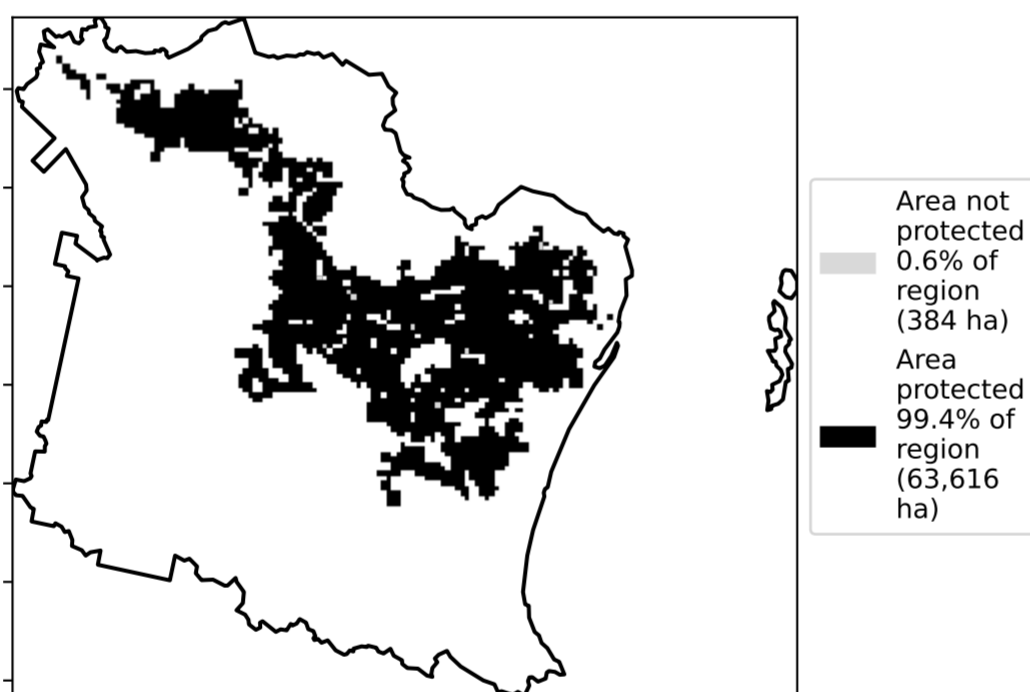 Area not
protected
0.6% of
region
(384 ha)
Area
protected
99.4% of
region
(63,616
ha)